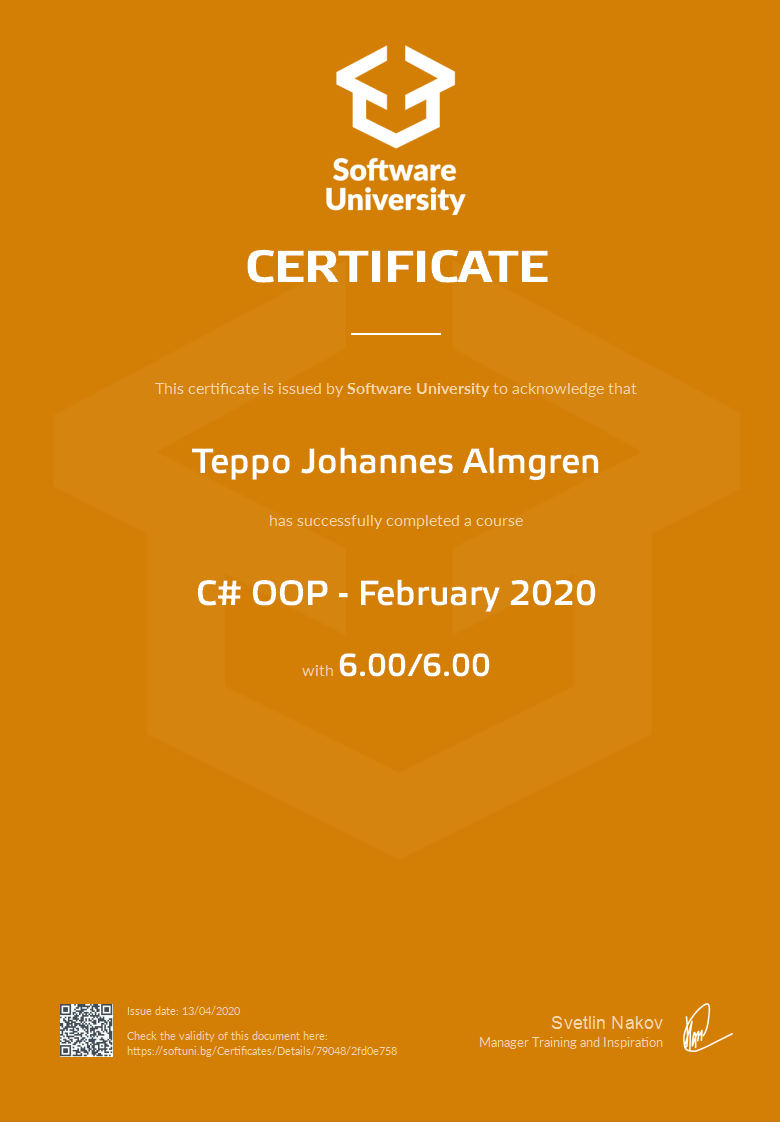 Software
University
CERTIFICATE
This certificate is issued by Software University to acknowledge that
Teppo Johannes Almgren
has successfully completed a course
C# OOP - February 2020
with 6.00/6.00
Issue date: 13/04/2020
Check the validity of this document here:
https://softuni.bg/Certificates/Details/79048/2fd0e758
Svetlin Nakov
Manager Training and Inspiration